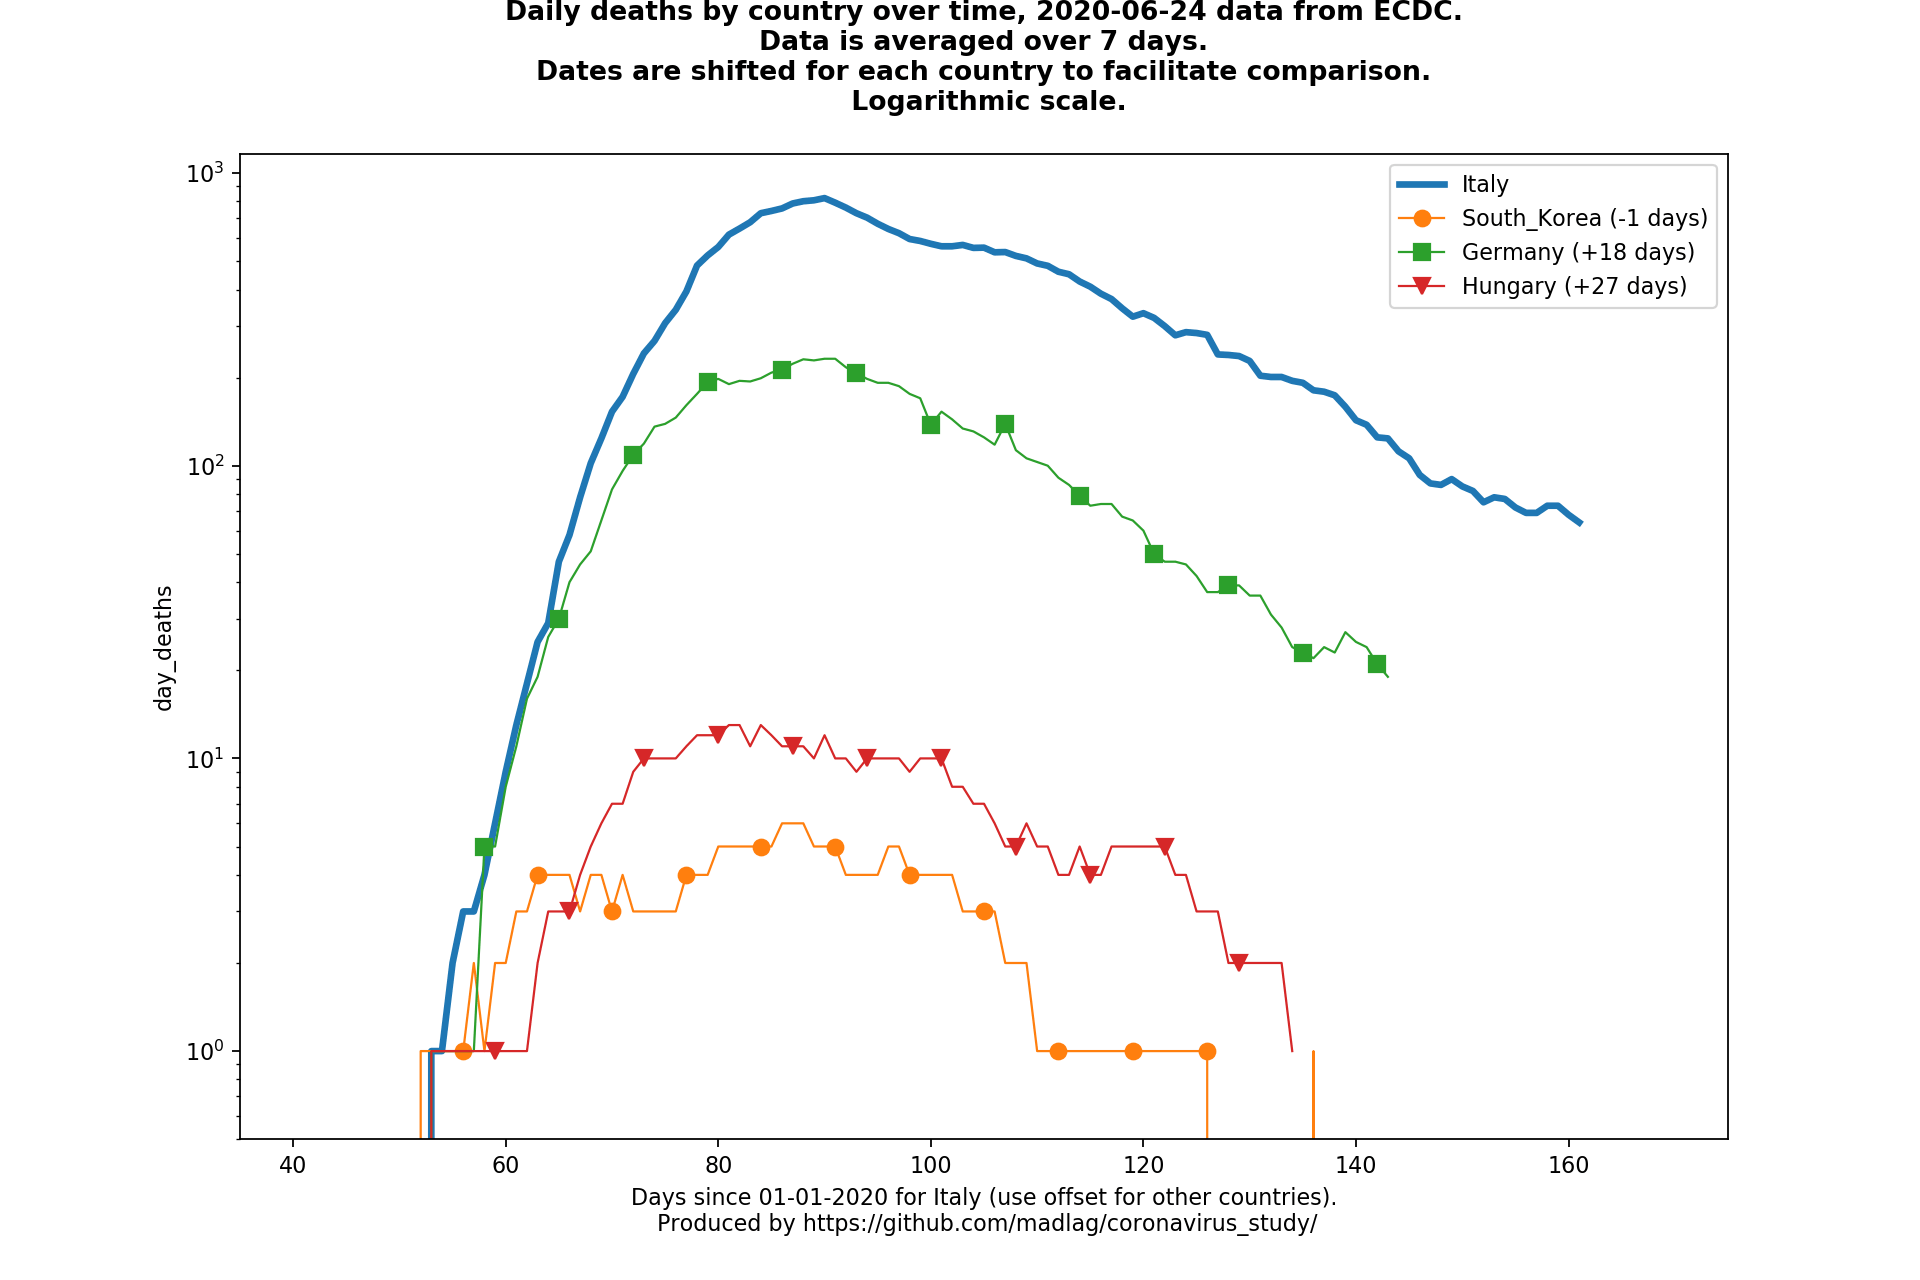 Daily deaths by country over time, 2020-06-24 data from ECDC.
Data is averaged over 7 days.
Dates are shifted for each country to facilitate comparison.
Logarithmic scale.
10³
10²
10¹
10⁰
day_deaths
Italy
South_Korea (-1 days)
Germany (+18 days)
Hungary (+27 days)
40 60 80 100 120 140 160
Days since 01-01-2020 for Italy (use offset for other countries).
Produced by https://github.com/madlag/coronavirus_study/